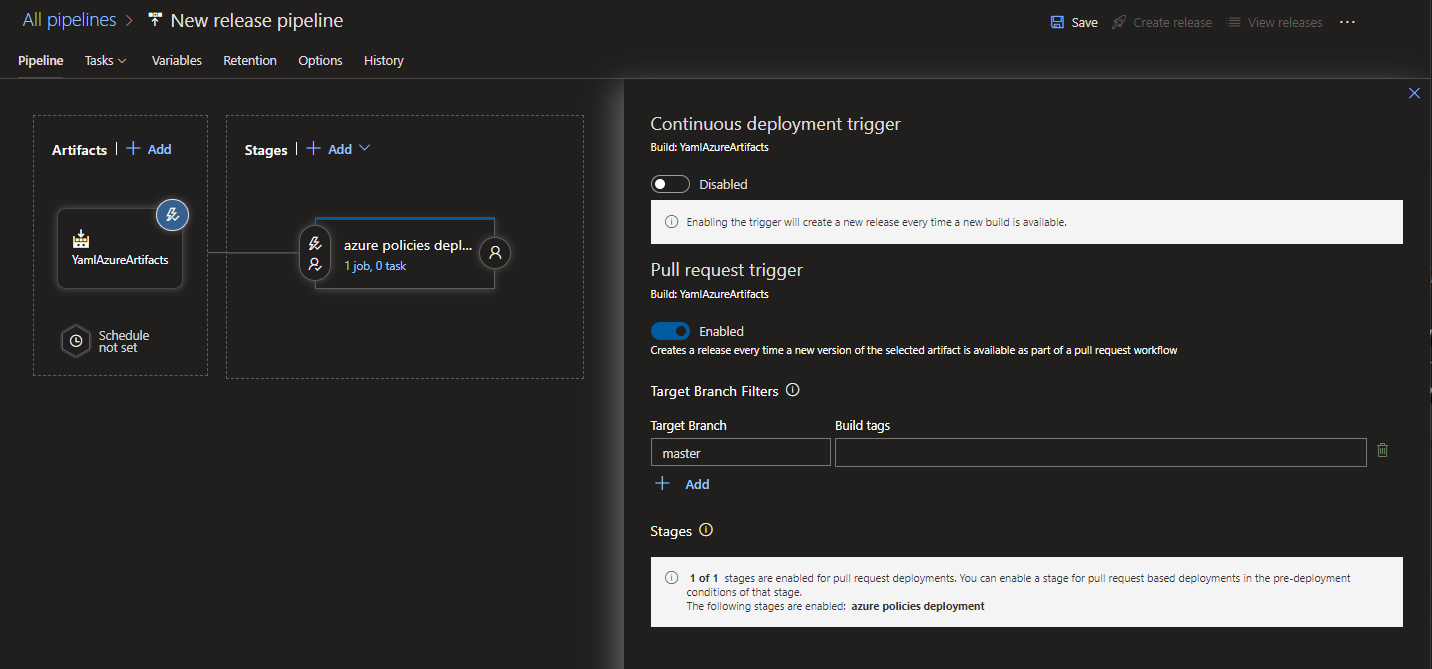 All pipelines > New release pipeline
Save Create release View releases ...
Pipeline Tasks Variables Retention Options History
Artifacts | + Add
Stages | + Add
YamlAzureArtifacts
azure policies depl...
1 job, 0 task
Schedule
not set
Continuous deployment trigger
Build: YamlAzureArtifacts
Disabled
Enabling the trigger will create a new release every time a new build is available.
Pull request trigger
Build: YamlAzureArtifacts
Enabled
Creates a release every time a new version of the selected artifact is available as part of a pull request workflow
Target Branch Filters
Target Branch Build tags
master
+ Add
Stages
1 of 1 stages are enabled for pull request deployments. You can enable a stage for pull request based deployments in the pre-deployment
conditions of that stage.
The following stages are enabled: azure policies deployment